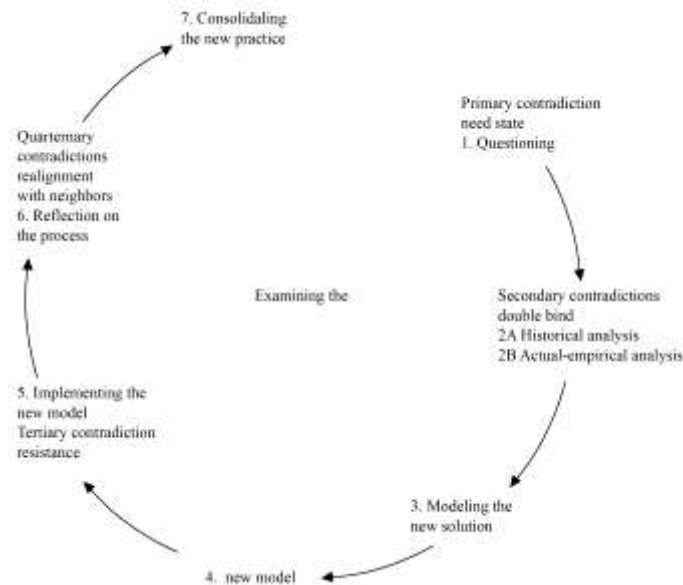 7. Consolidaling
the new practice
Primary contradiction
need state
1. Questioning
Quarternary
contradictions
realignment
with neighbors
6. Reflection on
the process
Examining the
Secondary contradictions
double bind
2A Historical analysis
2B Actual-empirical analysis
5. Implementing the
new model
Tertiary contradiction
resistance
3. Modeling the
new solution
4. new model